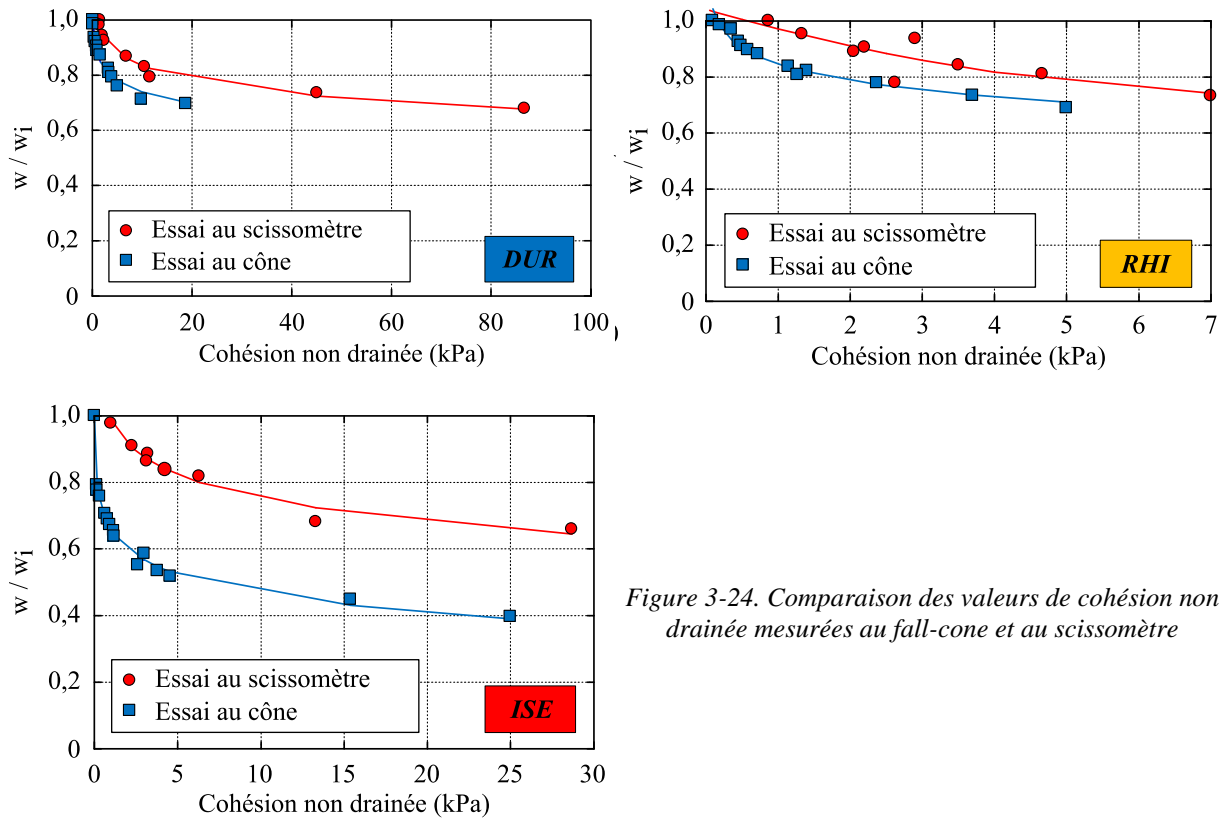 1,0
0,8
0,6
0,4
0,2
0
w / wi
Essai au scissomètre
Essai au cône
DUR
0 20 40 60 80 100
Cohésion non drainée (kPa)
1,0
0,8
0,6
0,4
0,2
0
w / wi
Essai au scissomètre
Essai au cône
RHI
0 1 2 3 4 5 6 7
Cohésion non drainée (kPa)
1,0
0,8
0,6
0,4
0,2
0
w / wi
Essai au scissomètre
Essai au cône
ISE
0 5 10 15 20 25 30
Cohésion non drainée (kPa)
Figure 3-24. Comparaison des valeurs de cohésion non
drainée mesurées au fall-cone et au scissomètre